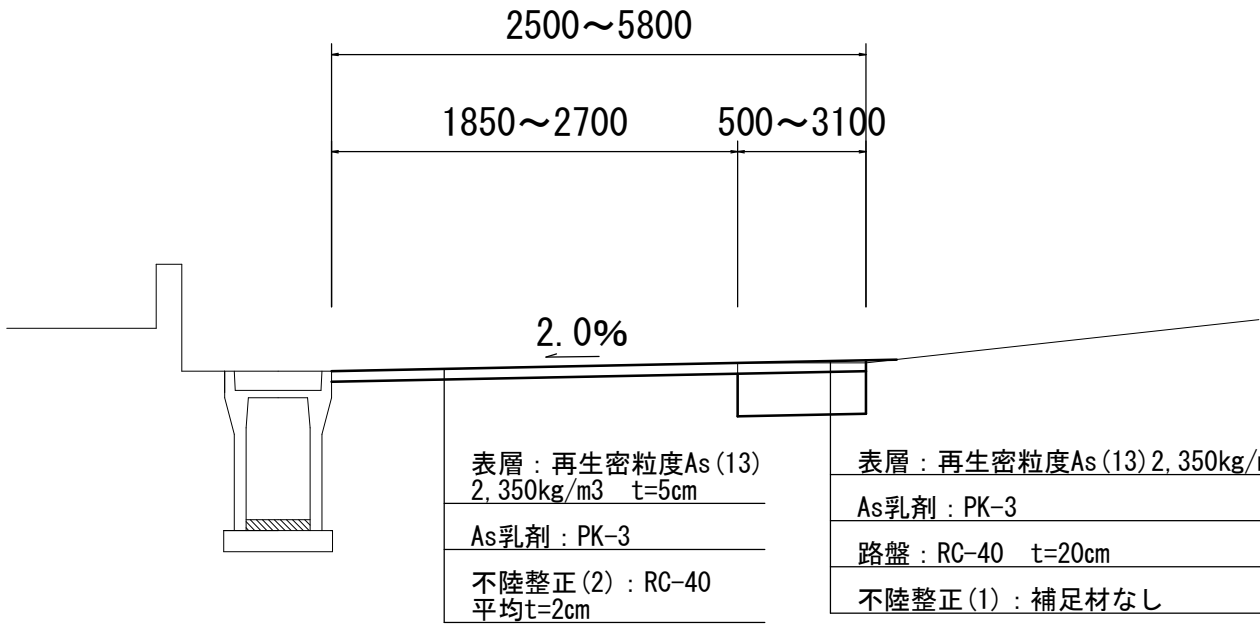 2500～5800
1850～2700
500～3100
2.0%
表層：再生密粒度As(13)
2,350kg/m3　t=5cm
As乳剤：PK-3
不陸整正(2)：RC-40
平均t=2cm
表層：再生密粒度As(13)2,350kg/m
As乳剤：PK-3
路盤：RC-40　t=20cm
不陸整正(1)：補足材なし